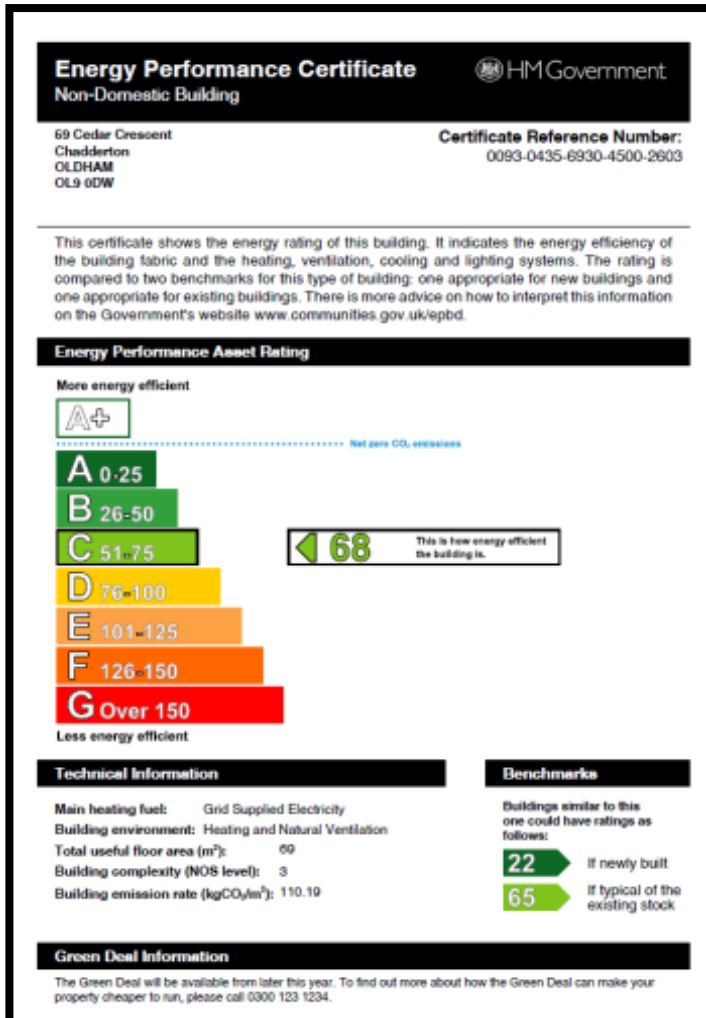 Energy Performance Certificate
Non-Domestic Building
HM Government
69 Cedar Crescent
Chadderton
OLDHAM
OL9 0DW
Certificate Reference Number:
0093-0435-6930-4500-2603
This certificate shows the energy rating of this building. It indicates the energy efficiency of
the building fabric and the heating, ventilation, cooling and lighting systems. The rating is
compared to two benchmarks for this type of building: one appropriate for new buildings and
one appropriate for existing buildings. There is more advice on how to interpret this information
on the Government's website www.communities.gov.uk/epbd.
Energy Performance Asset Rating
More energy efficient
A+
Net zero CO₂ emissions
A 0-25
B 26-50
C 51-75
68
This is how energy efficient
the building is.
D 76-100
E 101-125
F 126-150
G Over 150
Less energy efficient
Technical Information
Main heating fuel: Grid Supplied Electricity
Building environment: Heating and Natural Ventilation
Total useful floor area (m²): 69
Building complexity (NOS level): 3
Building emission rate (kgCO₂/m²): 110.19
Benchmarks
Buildings similar to this
one could have ratings as
follows:
22 If newly built
65 If typical of the
existing stock
Green Deal Information
The Green Deal will be available from later this year. To find out more about how the Green Deal can make your
property cheaper to run, please call 0300 123 1234.